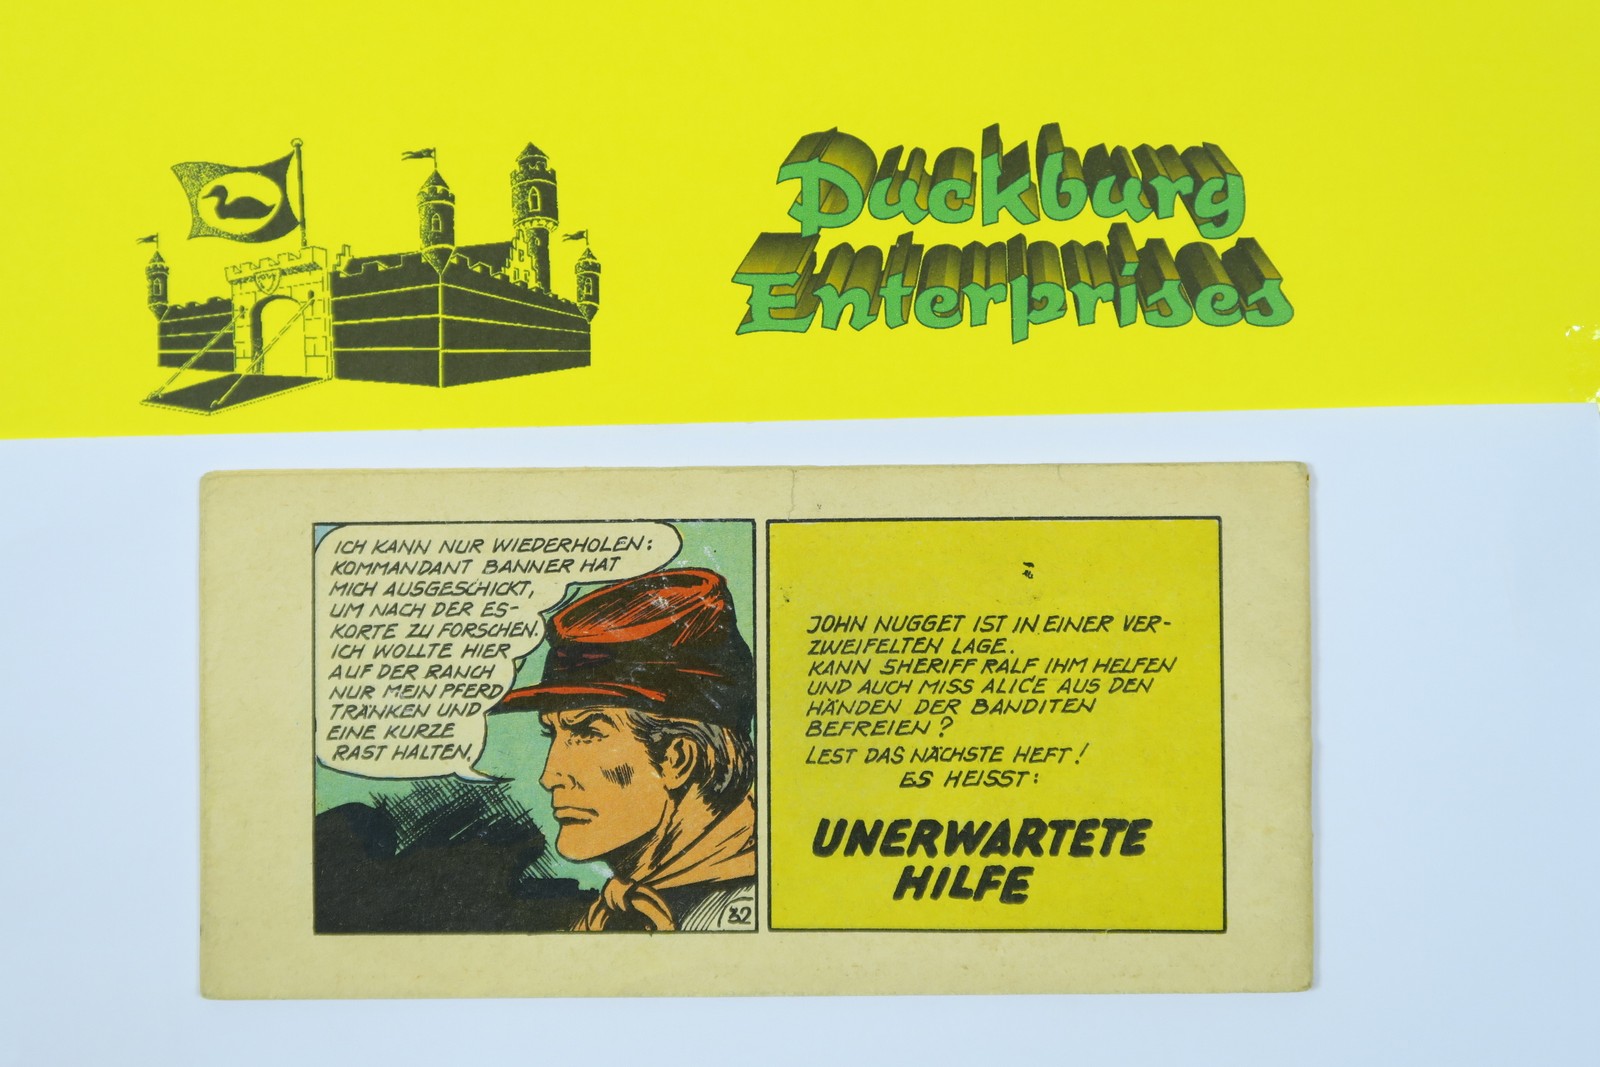 Duckburg
Enterprises
ICH KANN NUR WIEDERHOLEN:
KOMMANDANT BANNER HAT
MICH AUSGESCHICKT,
UM NACH DER ES-
KORTE ZU FORSCHEN.
ICH WOLLTE HIER
AUF DER RANCH
NUR MEIN PFERD
TRÄNKEN UND
EINE KURZE
RAST HALTEN.
32
JOHN NUGGET IST IN EINER VER-
ZWEIFELTEN LAGE.
KANN SHERIFF RALF IHM HELFEN
UND AUCH MISS ALICE AUS DEN
HÄNDEN DER BANDITEN
BEFREIEN?
LEST DAS NÄCHSTE HEFT!
ES HEISST:
UNERWARTETE
HILFE